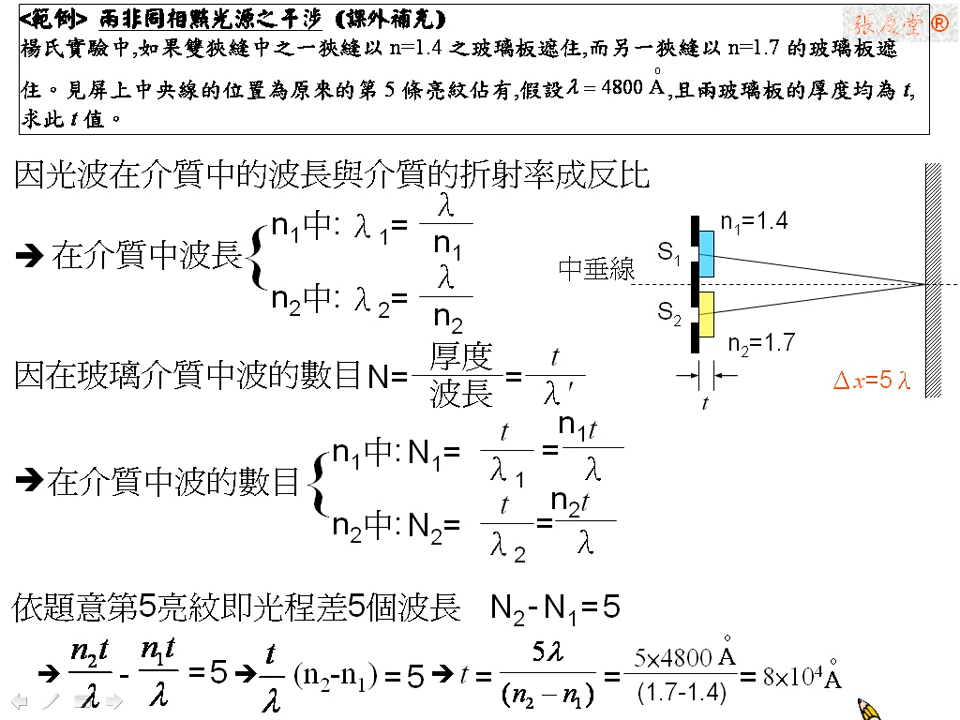 <範例> 兩非同相點光源之干涉 (課外補充)
張慶堂®
楊氏實驗中,如果雙狹縫中之一狹縫以 n=1.4 之玻璃板遮住,而另一狹縫以 n=1.7 的玻璃板遮
住。見屏上中央線的位置為原來的第 5 條亮紋佔有,假設 λ = 4800 Å ,且兩玻璃板的厚度均為 t,
求此 t 值。
因光波在介質中的波長與介質的折射率成反比
➔ 在介質中波長 { n₁中: λ₁= λ/n₁
n₂中: λ₂= λ/n₂
n₁=1.4
S₁
中垂線
S₂
n₂=1.7
t
Δx=5λ
因在玻璃介質中波的數目 N= 厚度/波長 = t/λ′
➔在介質中波的數目 { n₁中: N₁= t/λ₁ = n₁t/λ
n₂中: N₂= t/λ₂ = n₂t/λ
依題意第5亮紋即光程差5個波長 N₂-N₁=5
➔ n₂t/λ - n₁t/λ =5 ➔ t/λ (n₂-n₁) = 5 ➔ t = 5λ/(n₂ − n₁) = 5×4800 Å/(1.7-1.4) = 8×10⁴Å